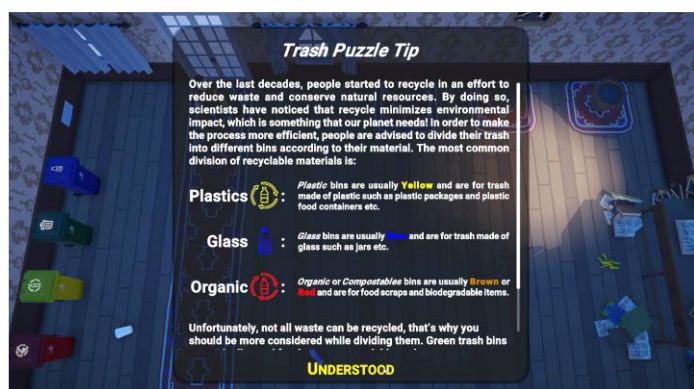 Trash Puzzle Tip
Over the last decades, people started to recycle in an effort to
reduce waste and conserve natural resources. By doing so,
scientists have noticed that recycle minimizes environmental
impact, which is something that our planet needs! In order to make
the process more efficient, people are advised to divide their trash
into different bins according to their material. The most common
division of recyclable materials is:
Plastics :
Plastic bins are usually Yellow and are for trash
made of plastic such as plastic packages and plastic
food containers etc.
Glass :
Glass bins are usually Blue and are for trash made of
glass such as jars etc.
Organic :
Organic or Compostables bins are usually Brown or
Red and are for food scraps and biodegradable items.
Unfortunately, not all waste can be recycled, that's why you
should be more considered while dividing them. Green trash bins
UNDERSTOOD